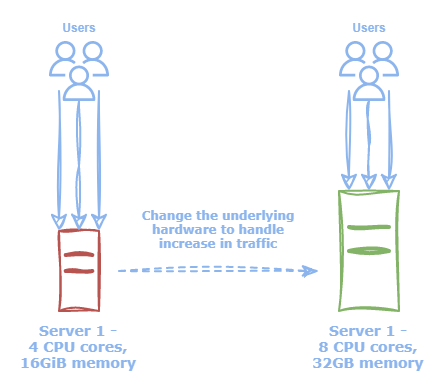 Users
Users
Change the underlying
hardware to handle
increase in traffic
Server 1 -
4 CPU cores,
16GiB memory
Server 1 -
8 CPU cores,
32GB memory